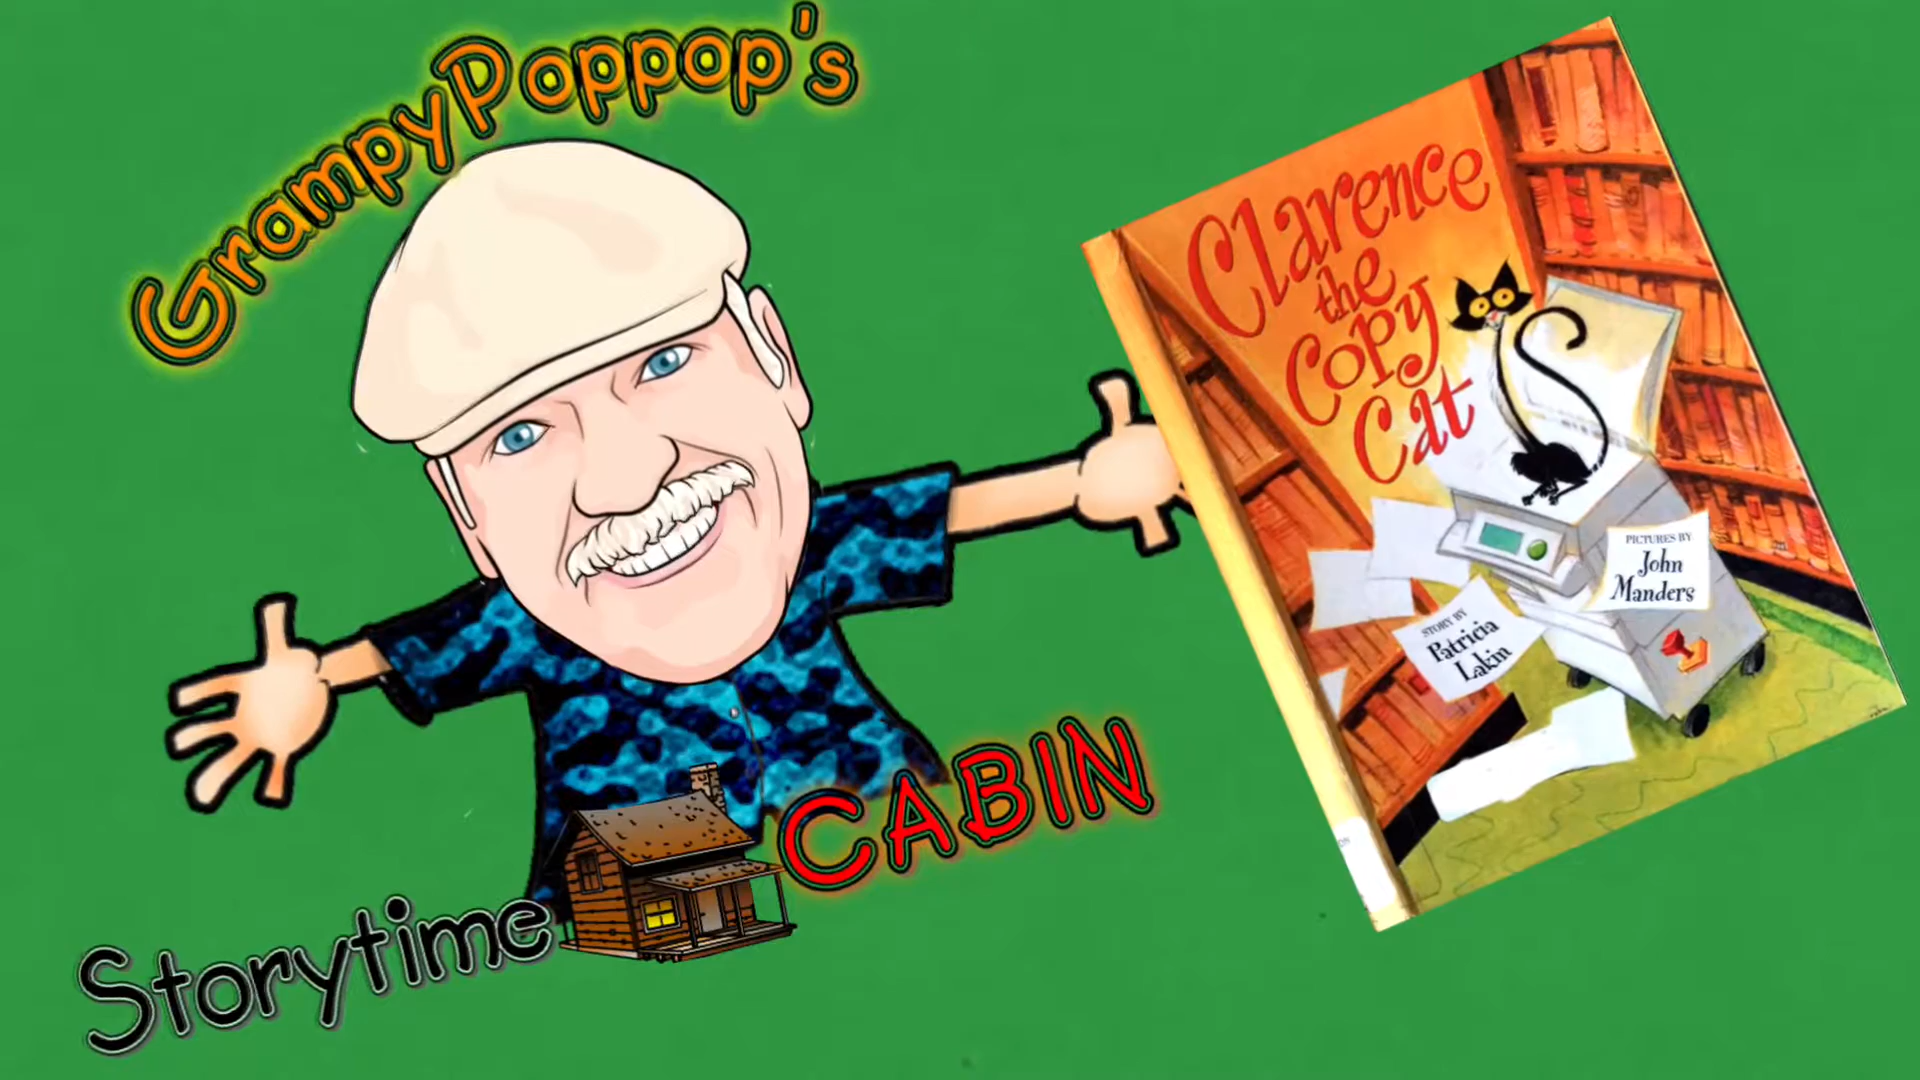 GrampyPoppop's
Storytime
CABIN
Clarence
the
Copy
Cat
PICTURES BY
John
Manders
STORY BY
Patricia
Lakin